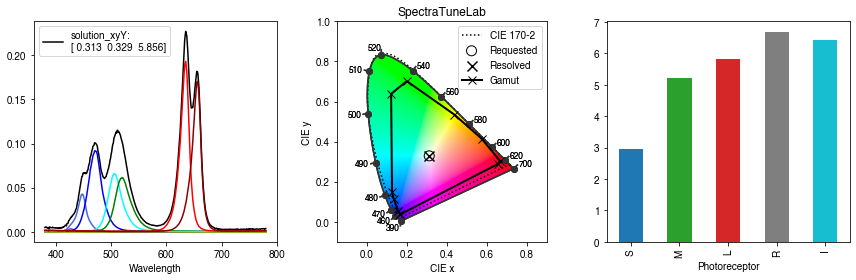 solution_xyY:
[ 0.313 0.329 5.856]
0.20
0.15
0.10
0.05
0.00
400
500
600
700
800
Wavelength
SpectraTuneLab
CIE 170-2
Requested
Resolved
Gamut
1.0
0.8
0.6
0.4
0.2
0.0
CIE y
520
540
510
560
580
500
600
620
700
490
480
470
460
390
0.0
0.2
0.4
0.6
0.8
CIE x
7
6
5
4
3
2
1
0
S
M
L
R
I
Photoreceptor